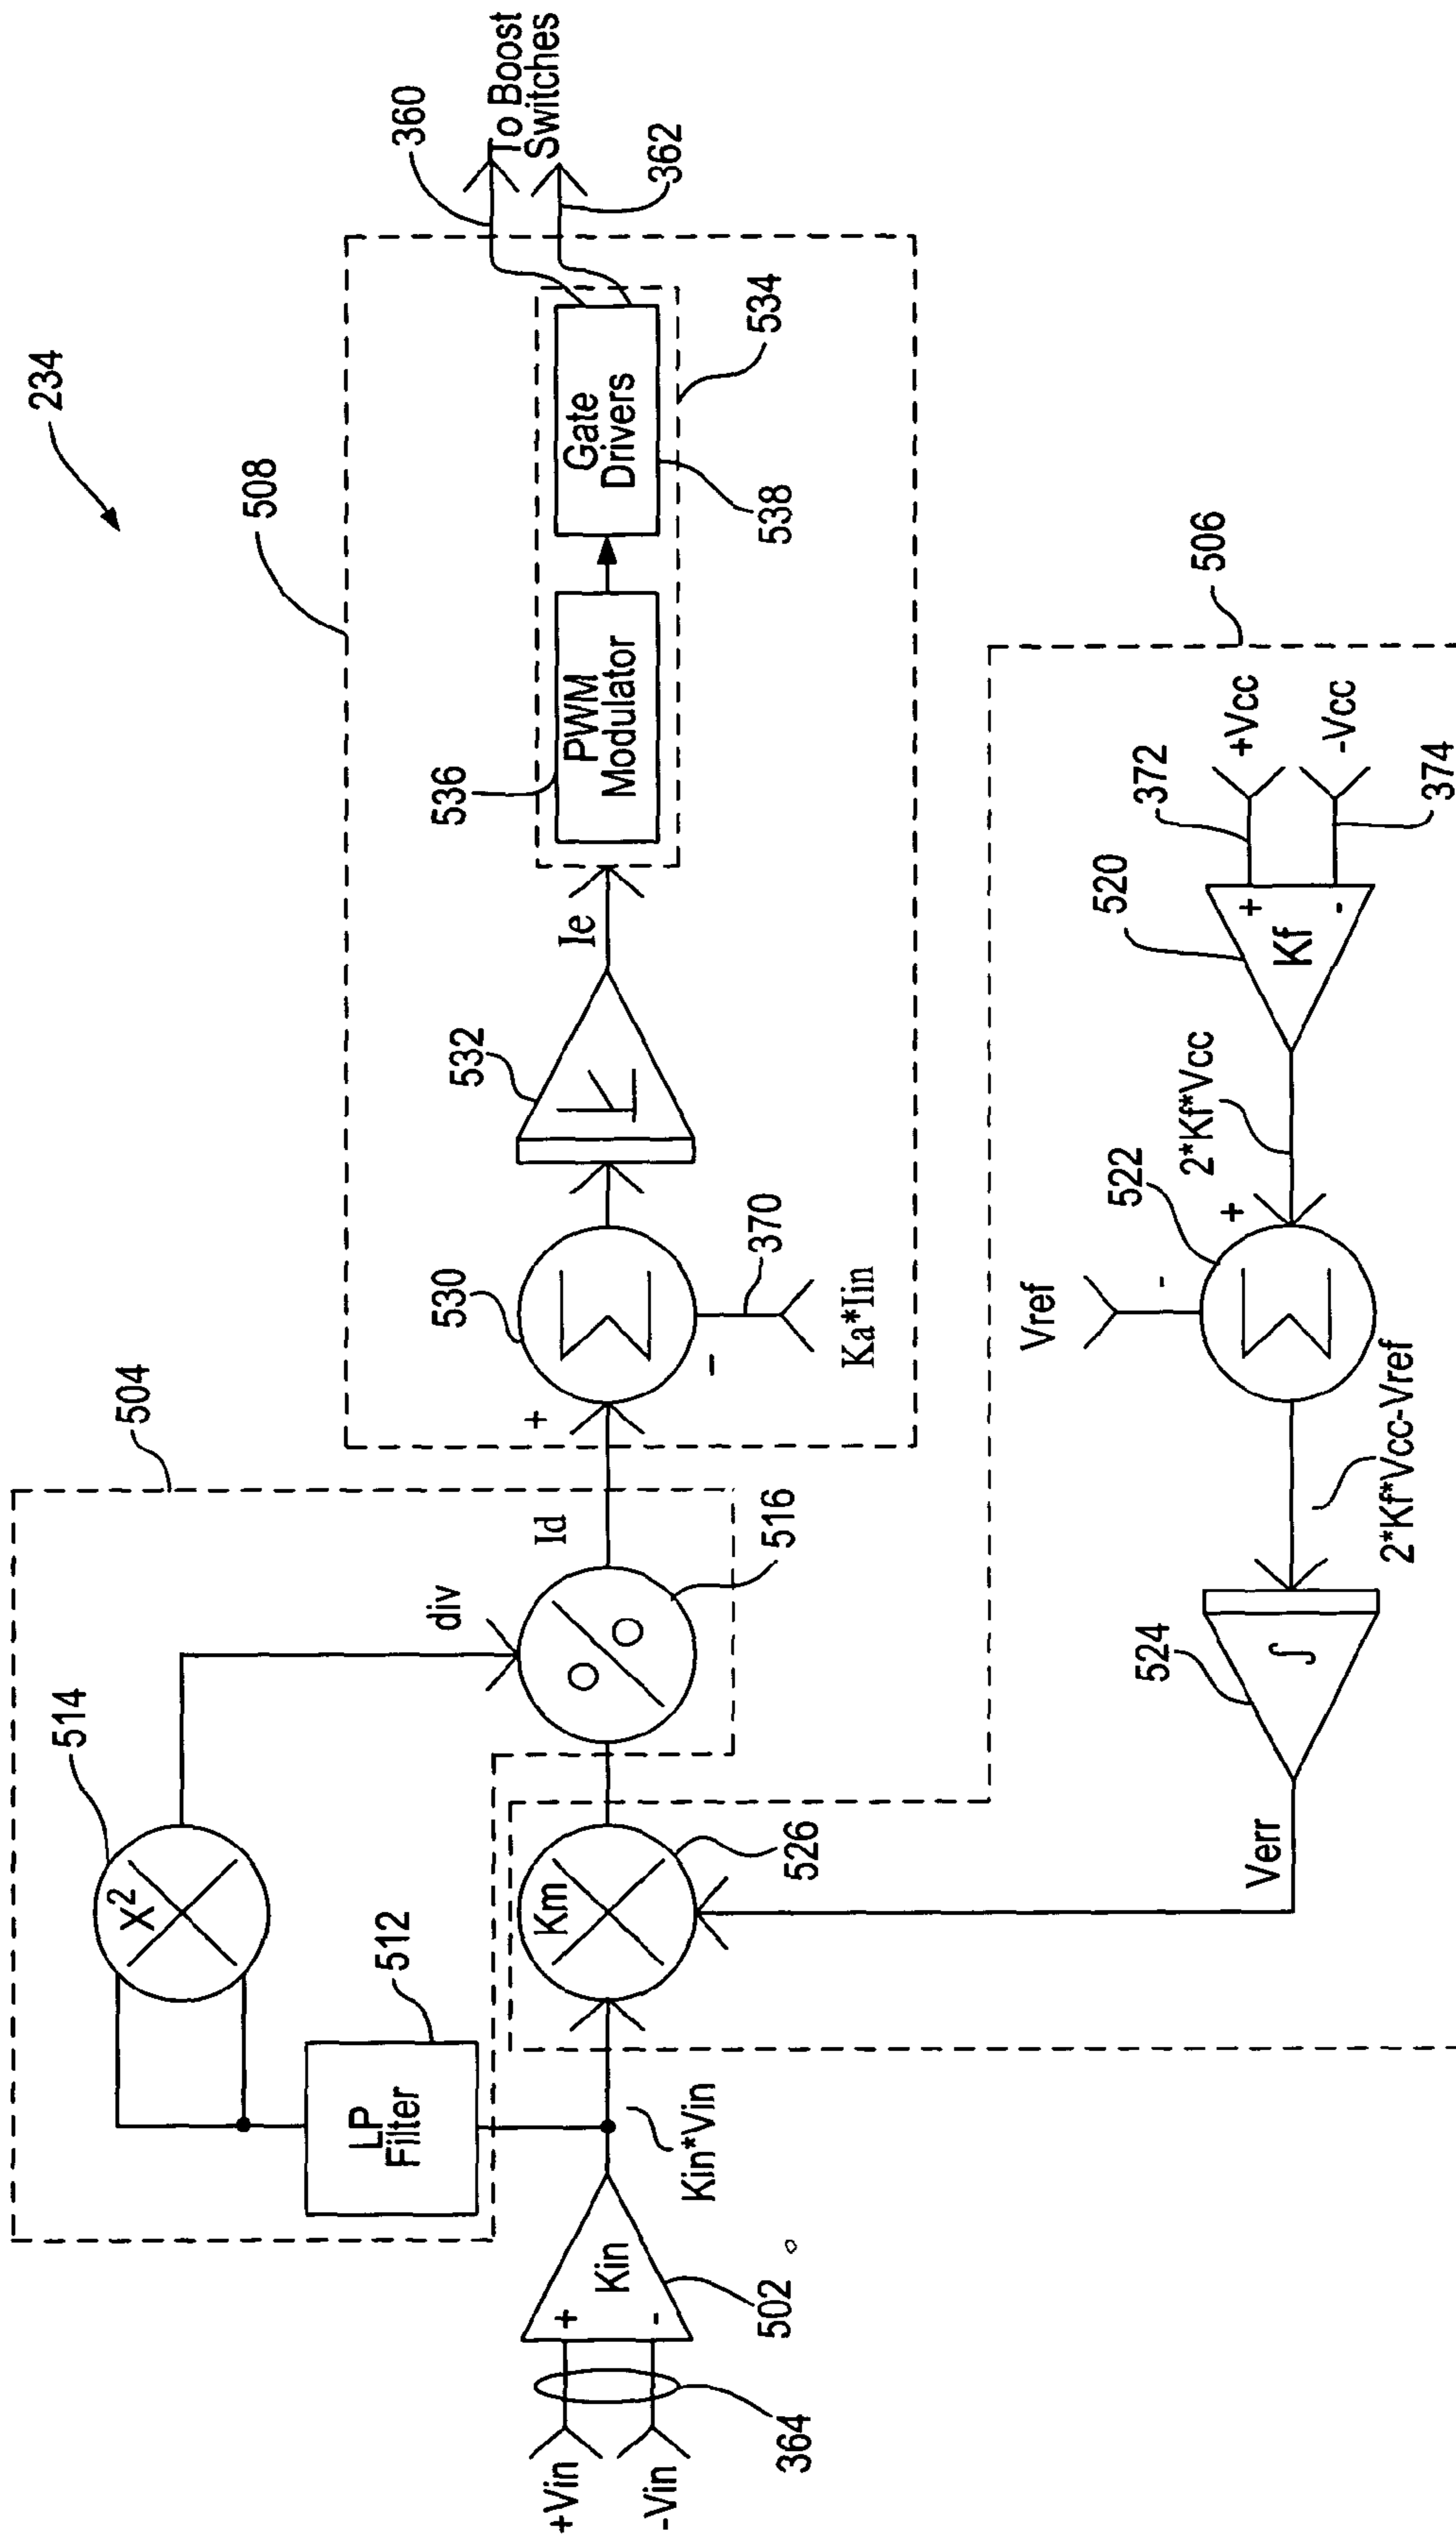 234
508
504
360
To Boost
Switches
362
514
X²
div
512
LP
Filter
Id
516
+
530
-
370
Ka*Iin
532
K
Ie
536
PWM
Modulator
Gate
Drivers
538
534
+Vin
-Vin
364
+
-
Kin
502
Kin*Vin
Km
526
506
Verr
524
∫
2*Kf*Vcc-Vref
Vref
-
522
+
2*Kf*Vcc
520
Kf
+
-
372
+Vcc
-Vcc
374